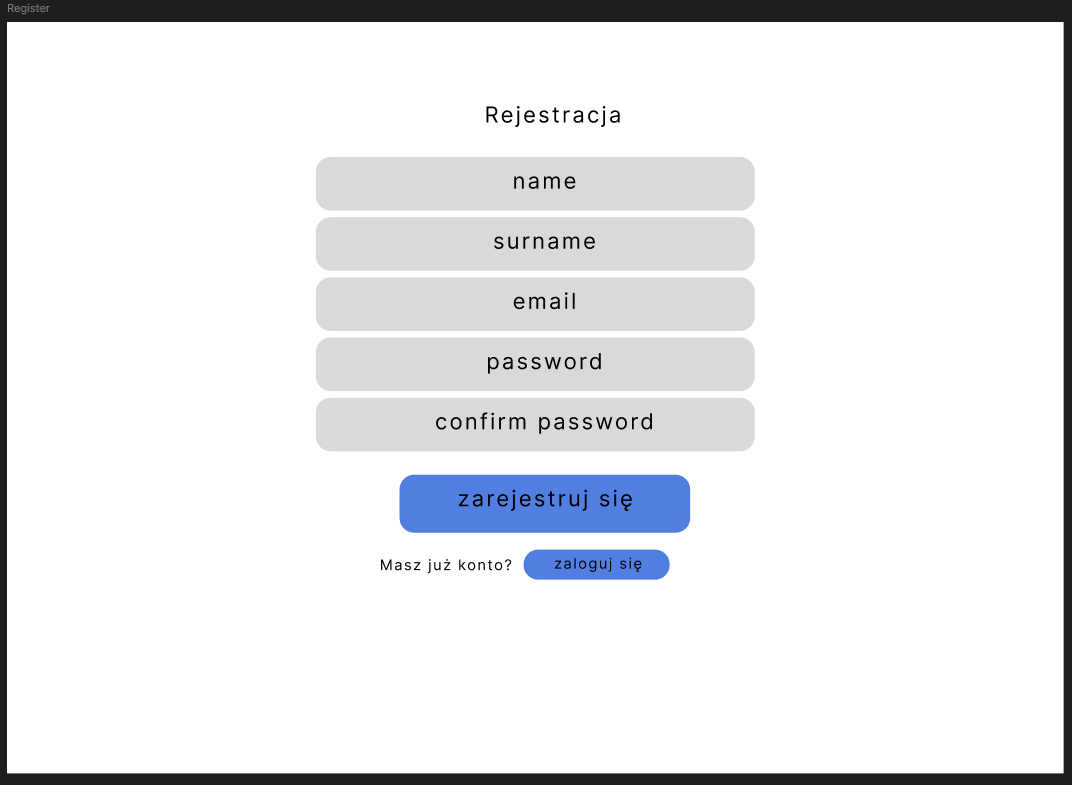 Register
Rejestracja
name
surname
email
password
confirm password
zarejestruj się
Masz już konto? zaloguj się